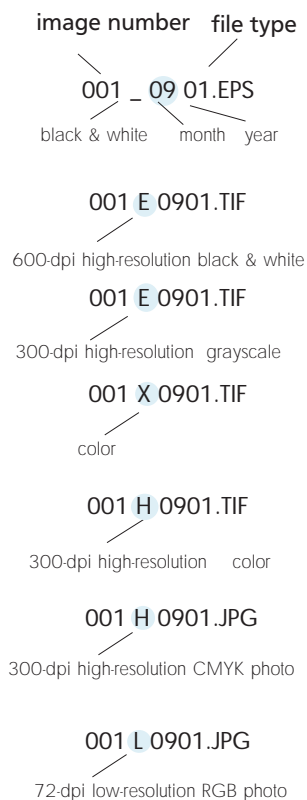 image number file type
001 _ 09 01.EPS
black & white month year
001 E 0901.TIF
600-dpi high-resolution black & white
001 E 0901.TIF
300-dpi high-resolution grayscale
001 X 0901.TIF
color
001 H 0901.TIF
300-dpi high-resolution color
001 H 0901.JPG
300-dpi high-resolution CMYK photo
001 L 0901.JPG
72-dpi low-resolution RGB photo